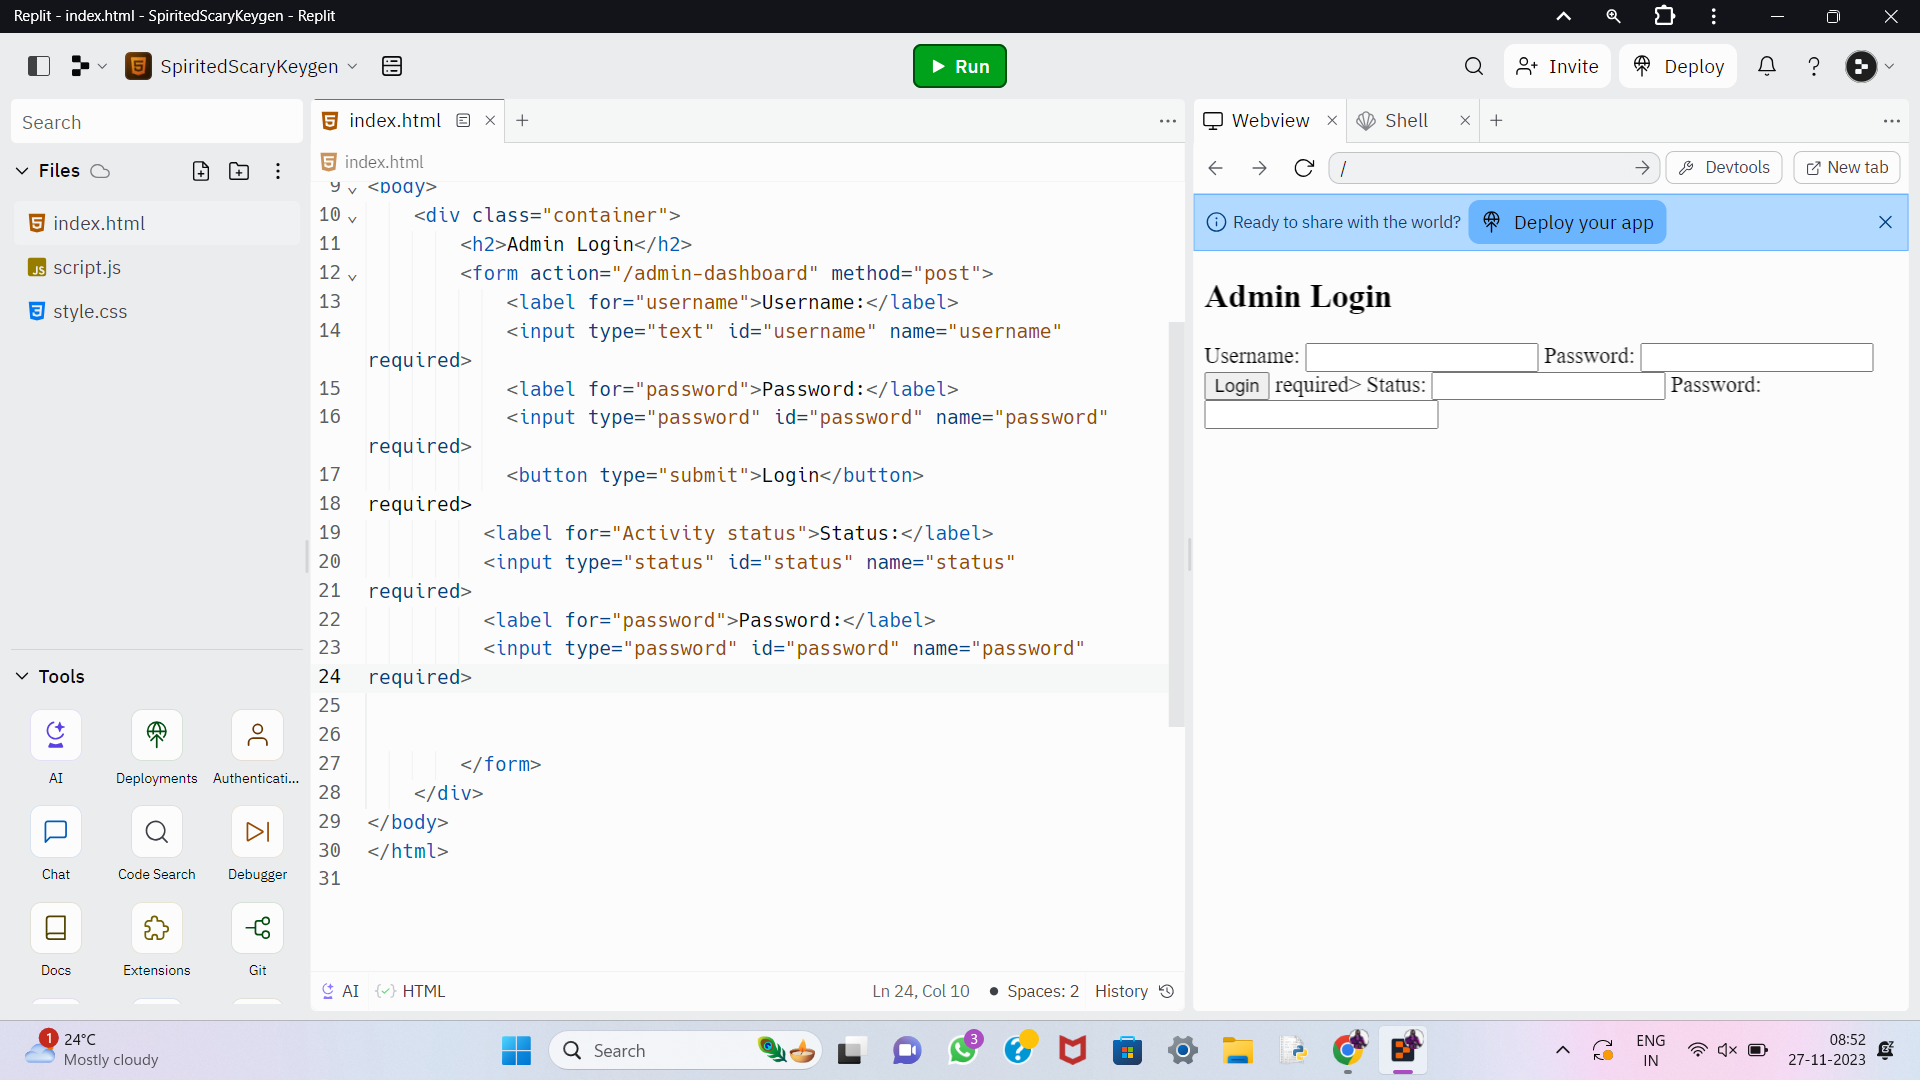 Replit - index.html - SpiritedScaryKeygen - Replit
SpiritedScaryKeygen
Run
Invite
Deploy
Search
Files
index.html
script.js
style.css
Tools
AI
Deployments
Authenticati...
Chat
Code Search
Debugger
Docs
Extensions
Git
index.html
index.html
9 <body>
10 <div class="container">
11 <h2>Admin Login</h2>
12 <form action="/admin-dashboard" method="post">
13 <label for="username">Username:</label>
14 <input type="text" id="username" name="username"
required>
15 <label for="password">Password:</label>
16 <input type="password" id="password" name="password"
required>
17 <button type="submit">Login</button>
18 required>
19 <label for="Activity status">Status:</label>
20 <input type="status" id="status" name="status"
21 required>
22 <label for="password">Password:</label>
23 <input type="password" id="password" name="password"
24 required>
25
26
27 </form>
28 </div>
29 </body>
30 </html>
31
AI
HTML
Ln 24, Col 10
Spaces: 2
History
Webview
Shell
/
Devtools
New tab
Ready to share with the world?
Deploy your app
Admin Login
Username: Password:
Login required> Status: Password:
1
24°C
Mostly cloudy
Search
3
ENG
IN
08:52
27-11-2023